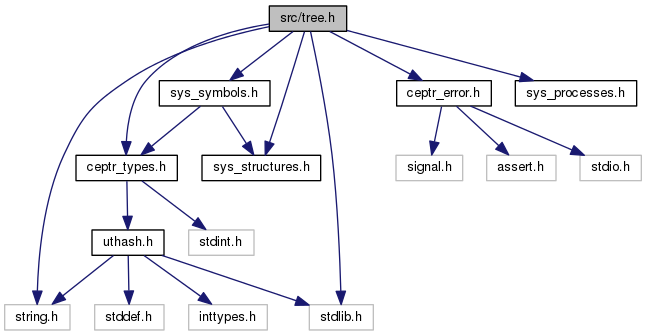 src/tree.h
sys_symbols.h
ceptr_error.h
sys_processes.h
ceptr_types.h
sys_structures.h
signal.h
assert.h
stdio.h
uthash.h
stdint.h
string.h
stddef.h
inttypes.h
stdlib.h